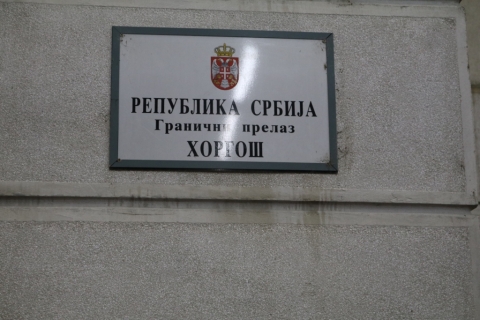 РЕПУБЛИКА СРБИЈА
Гранични прелаз
ХОРГОШ